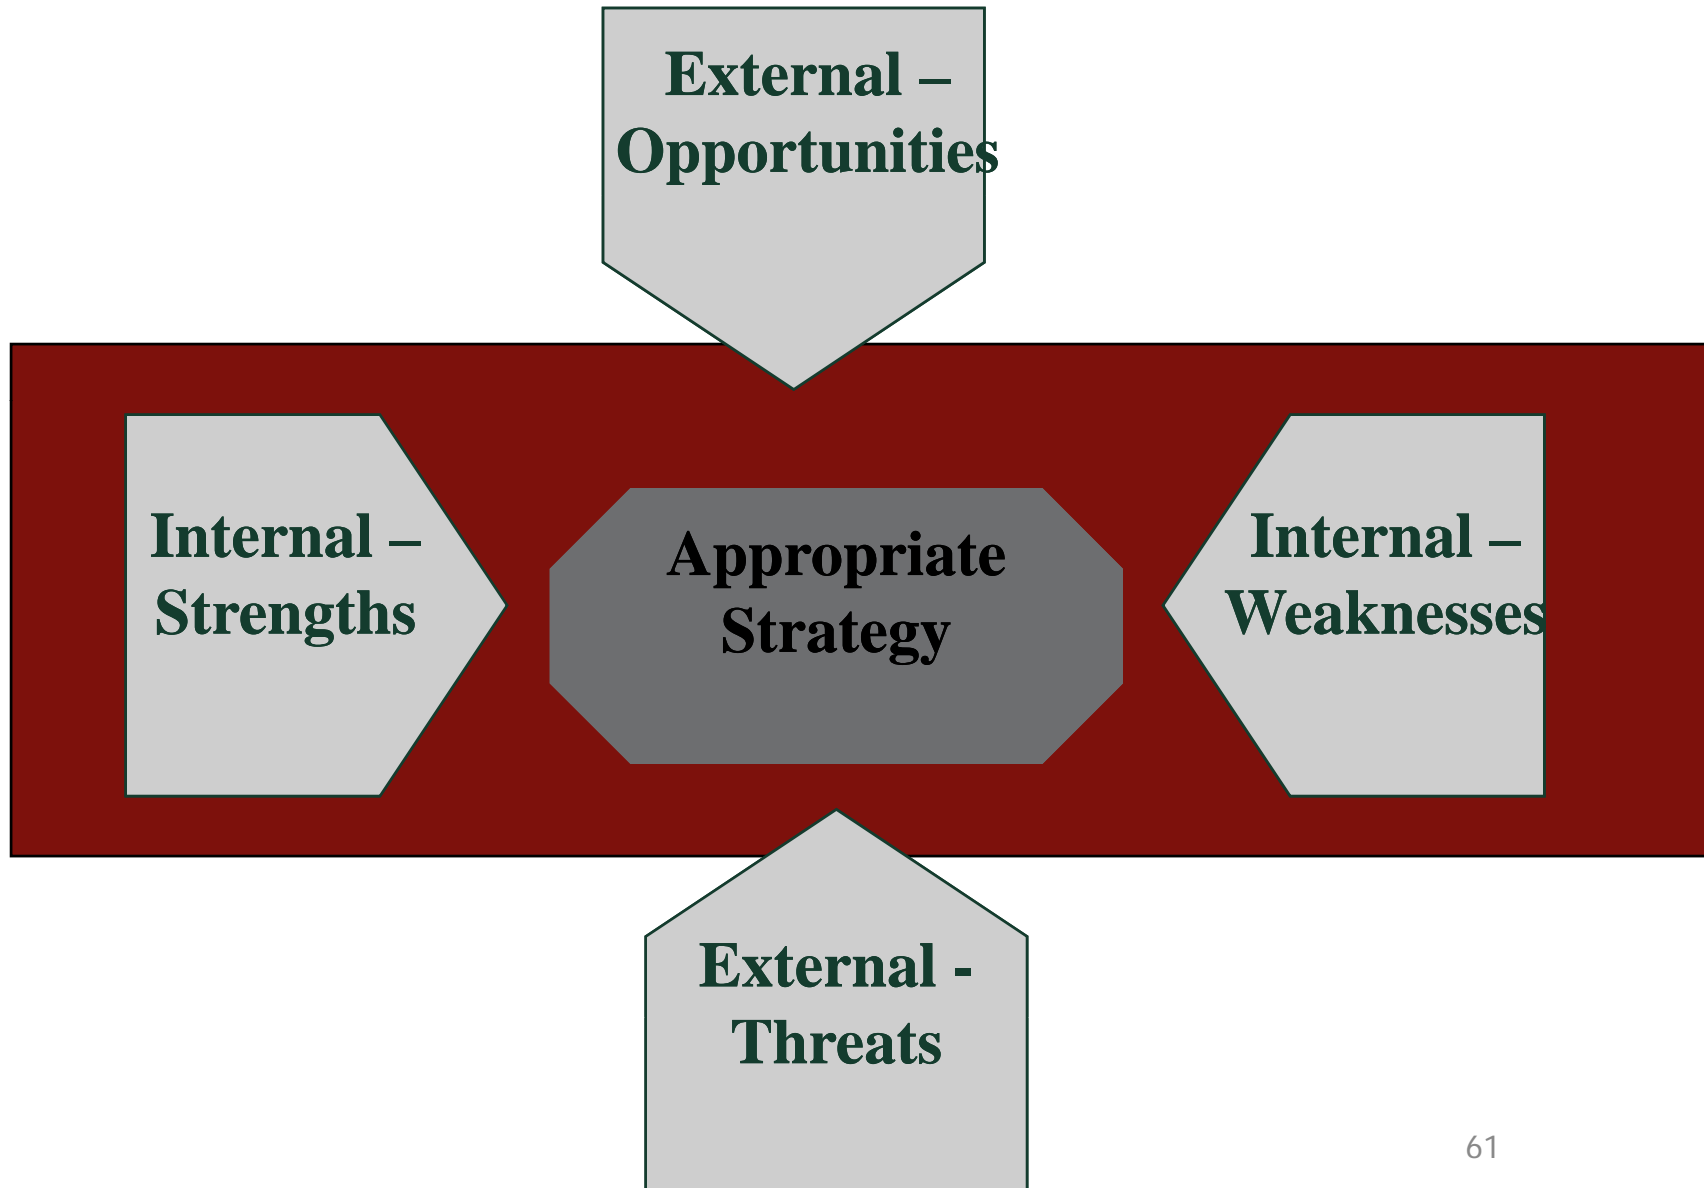 External –
Opportunities
Internal –
Strengths
Appropriate
Strategy
Internal –
Weaknesses
External -
Threats
61